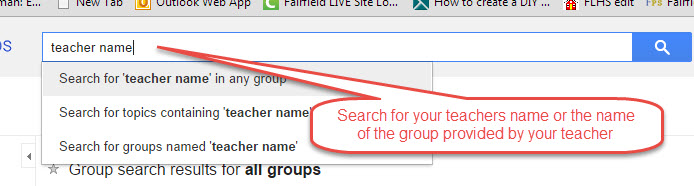 man: E New Tab Outlook Web App Fairfield LIVE Site Lo... How to create a DIY ... FLHS edit Fairfield
teacher name
Search for 'teacher name' in any group
Search for topics containing 'teacher name'
Search for groups named 'teacher name'
Search for your teachers name or the name
of the group provided by your teacher
Group search results for all groups